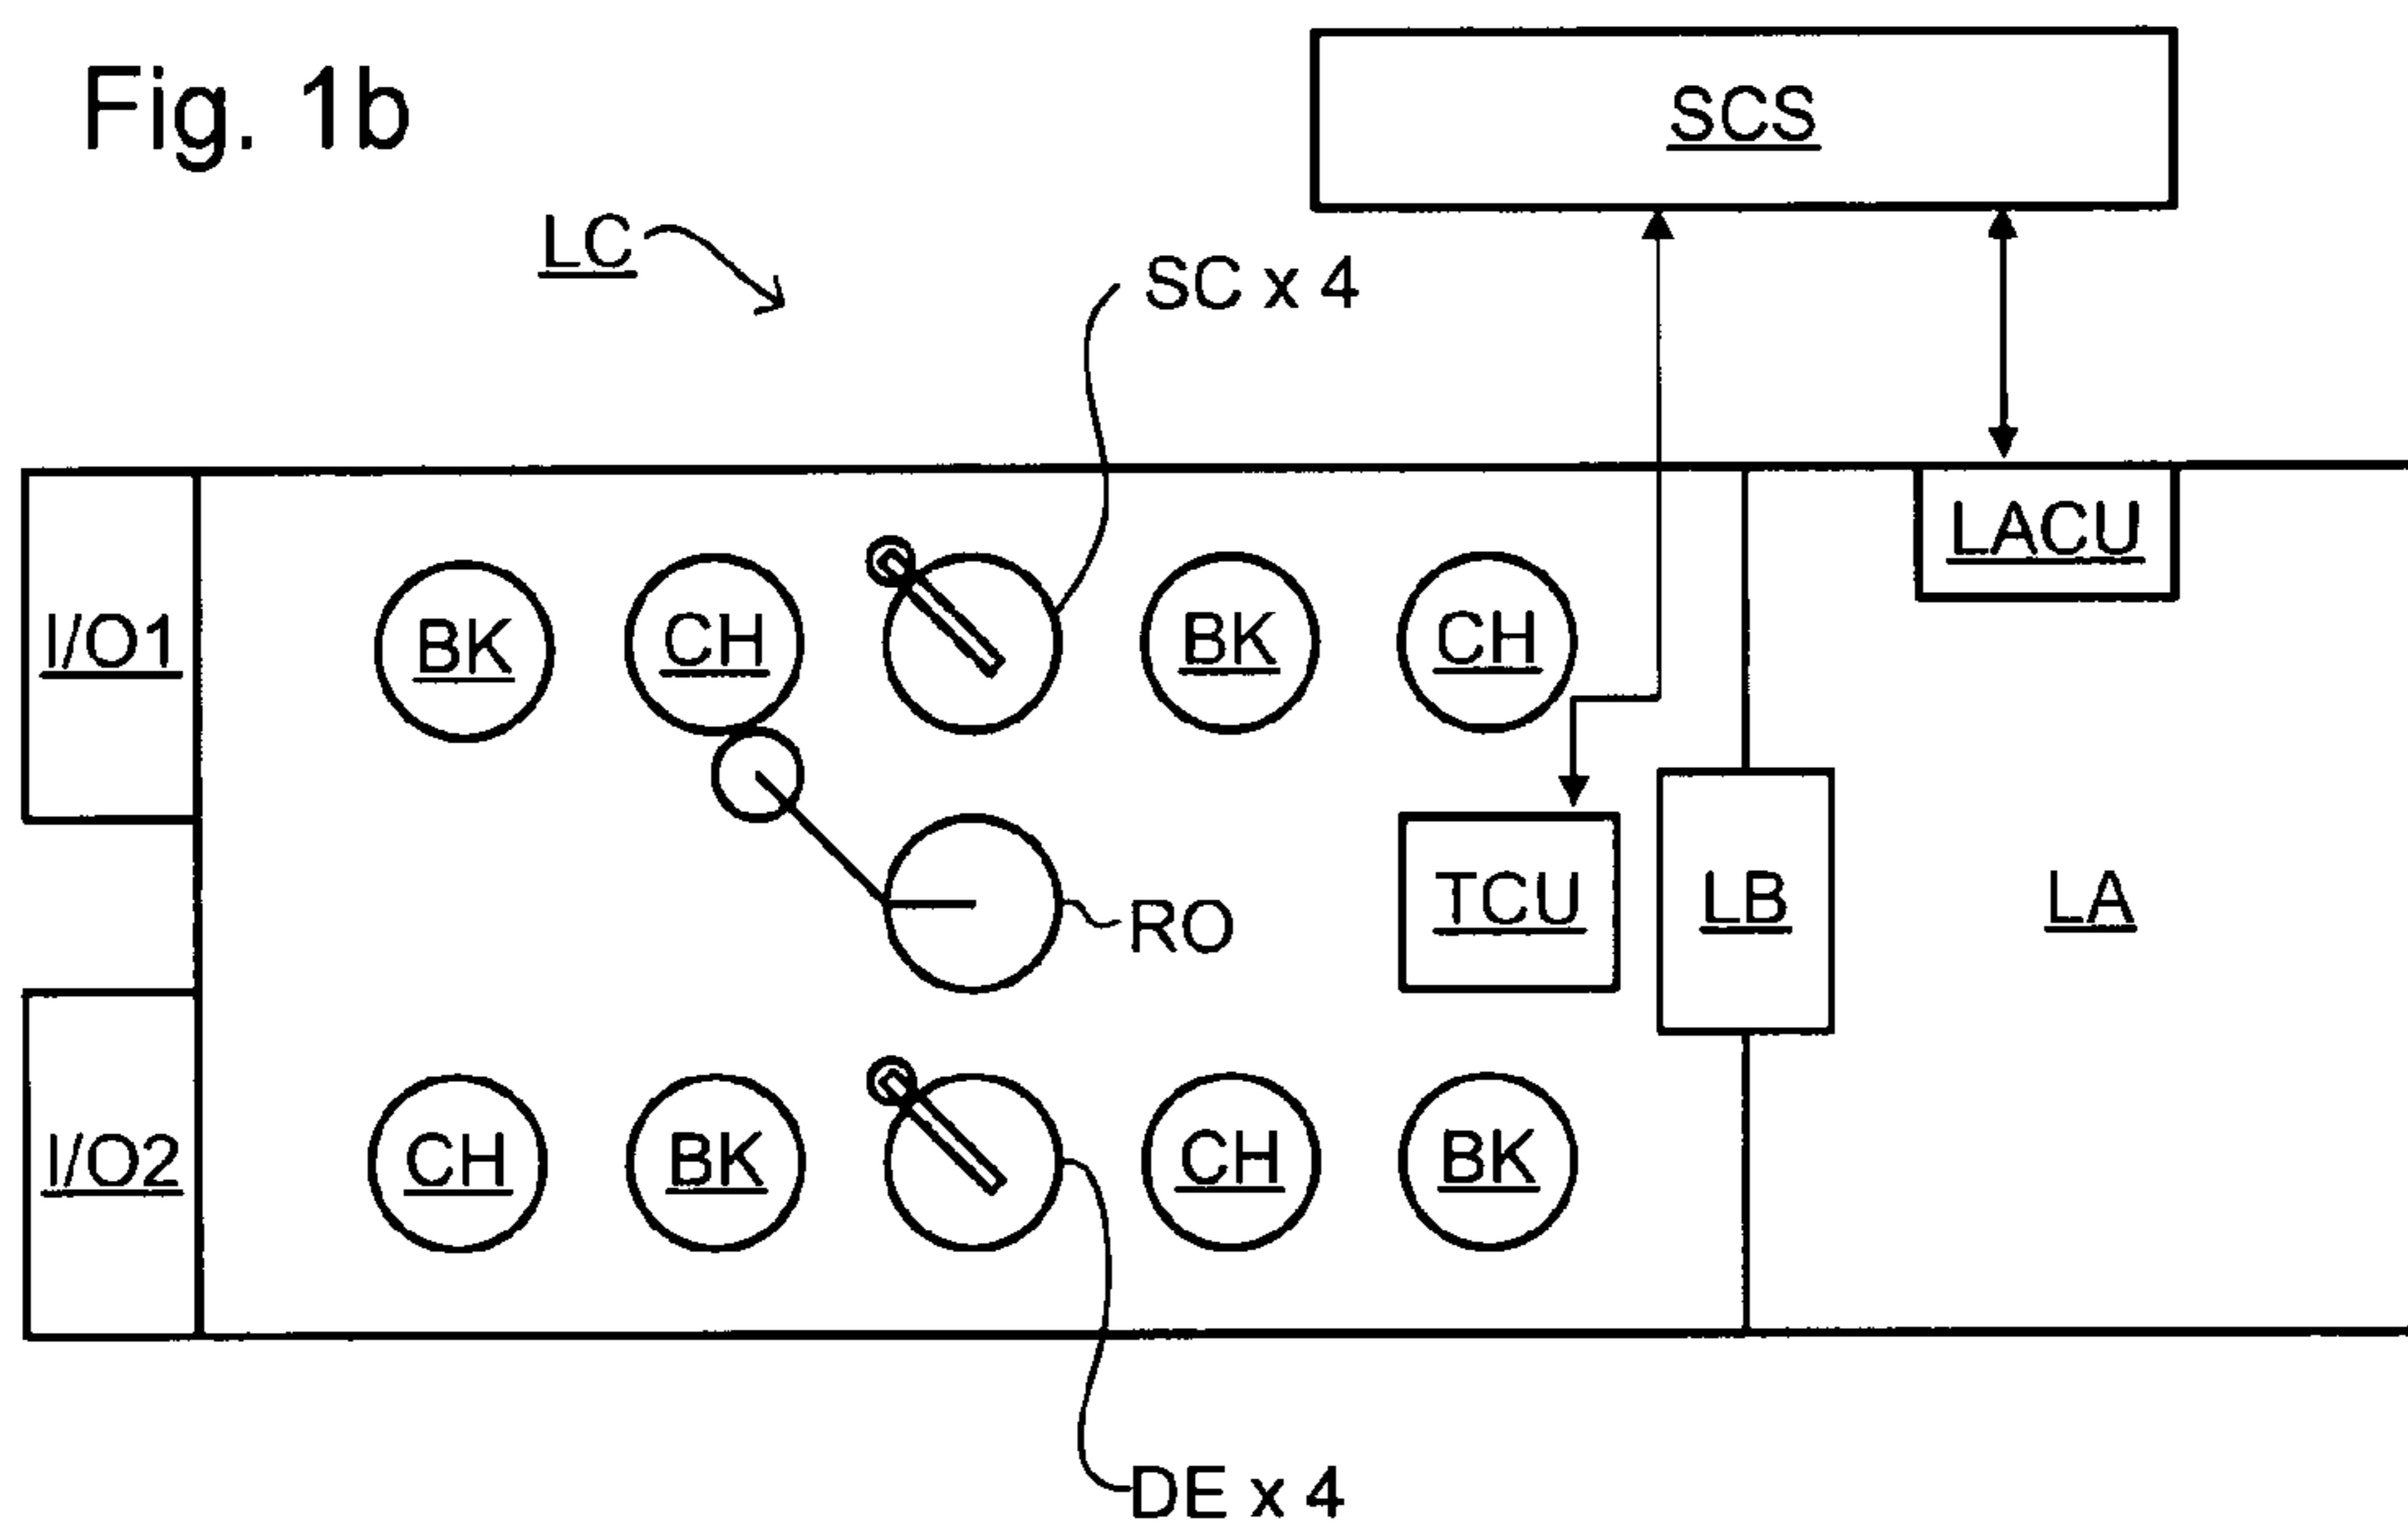 Fig. 1b
SCS
LC
SC x 4
LACU
I/O1
BK
CH
BK
CH
TCU
LB
LA
RO
I/O2
CH
BK
CH
BK
DE x 4